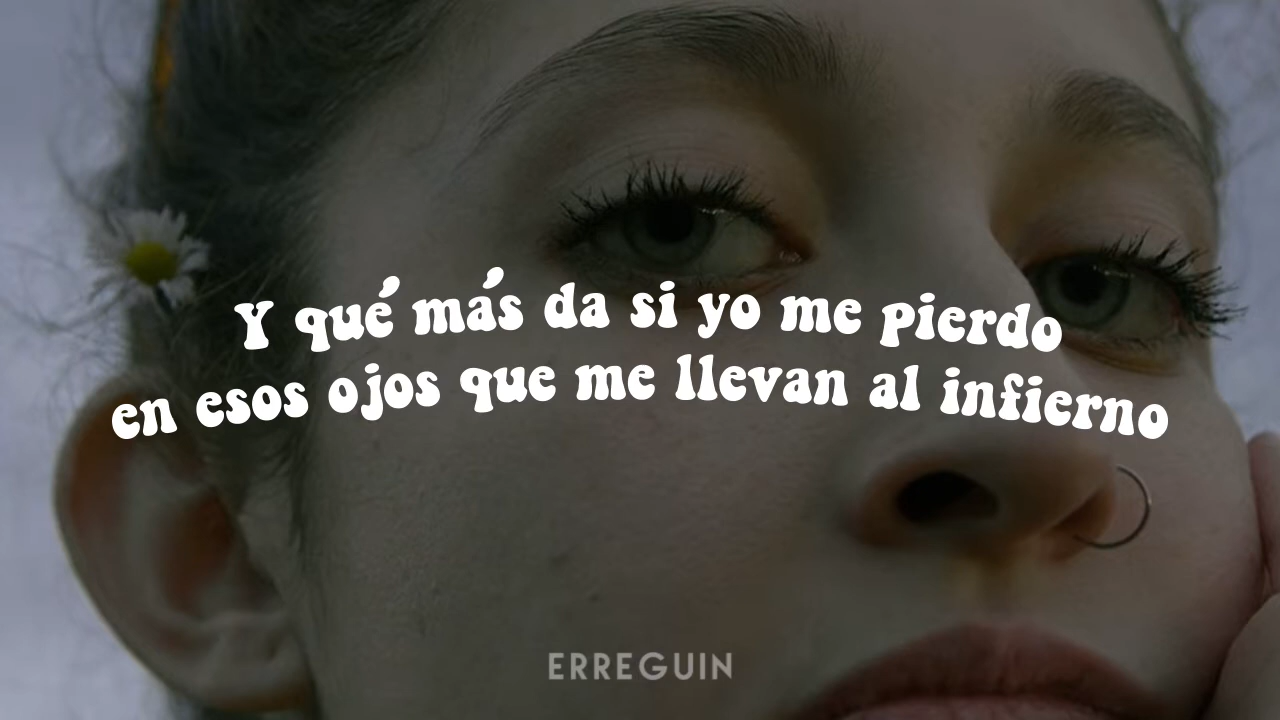 Y qué más da si yo me pierdo
en esos ojos que me llevan al infierno
ERREGUIN